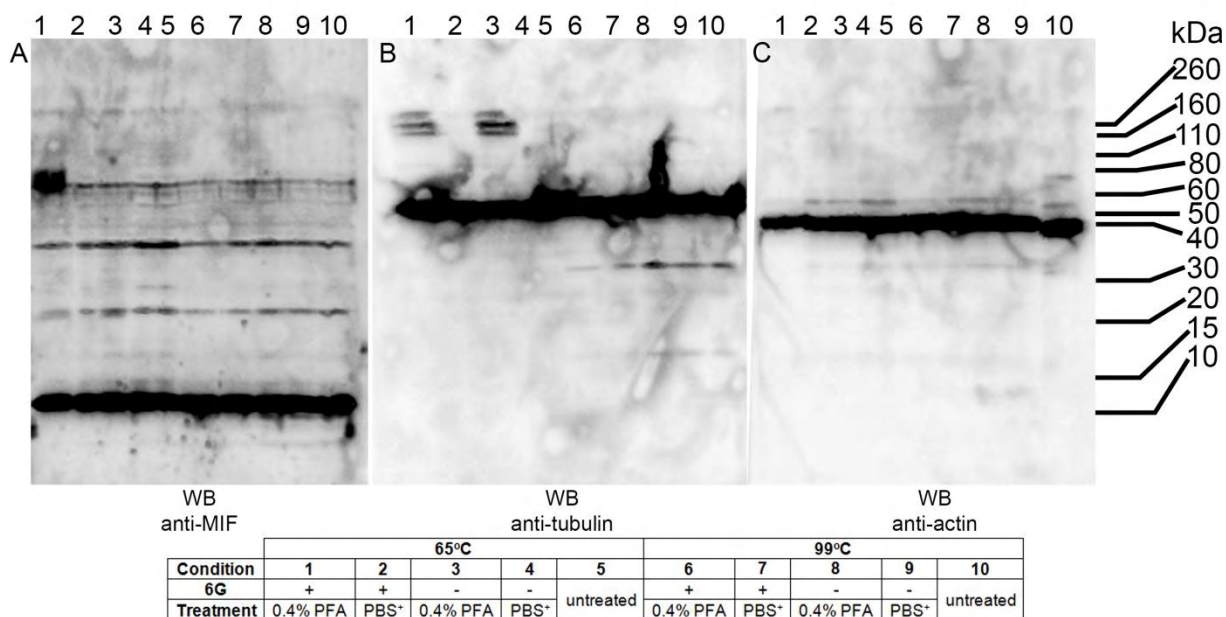 1 2 3 4 5 6 7 8 9 10
1 2 3 4 5 6 7 8 9 10
1 2 3 4 5 6 7 8 9 10
A
B
C
kDa
260
160
110
80
60
50
40
30
20
15
10
WB
anti-MIF
WB
anti-tubulin
WB
anti-actin
65ºC 99ºC
Condition 1 2 3 4 5 6 7 8 9 10
6G + + - - untreated + + - - untreated
Treatment 0.4% PFA PBS⁺ 0.4% PFA PBS⁺ 0.4% PFA PBS⁺ 0.4% PFA PBS⁺